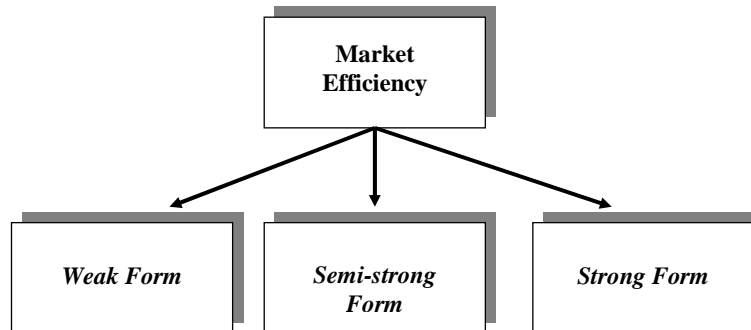 Market
Efficiency
Weak Form
Semi-strong
Form
Strong Form